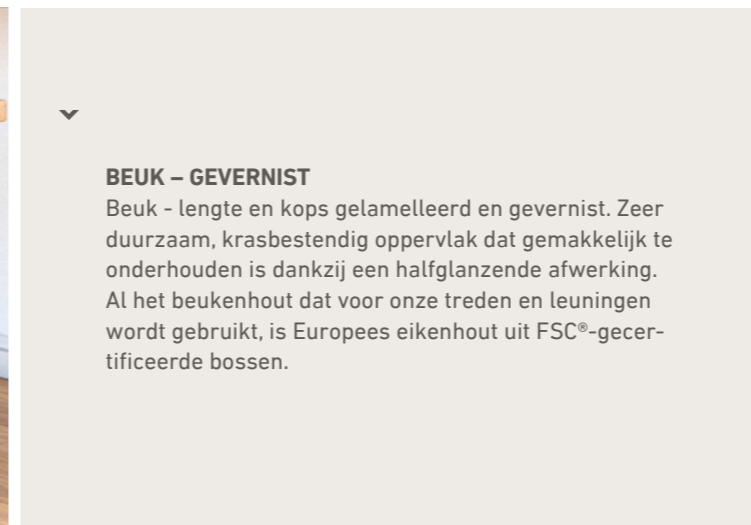 BEUK – GEVERNIST
Beuk - lengte en kops gelamelleerd en gevernist. Zeer
duurzaam, krasbestendig oppervlak dat gemakkelijk te
onderhouden is dankzij een halfglanzende afwerking.
Al het beukenhout dat voor onze treden en leuningen
wordt gebruikt, is Europees eikenhout uit FSC®-gecer-
tificeerde bossen.